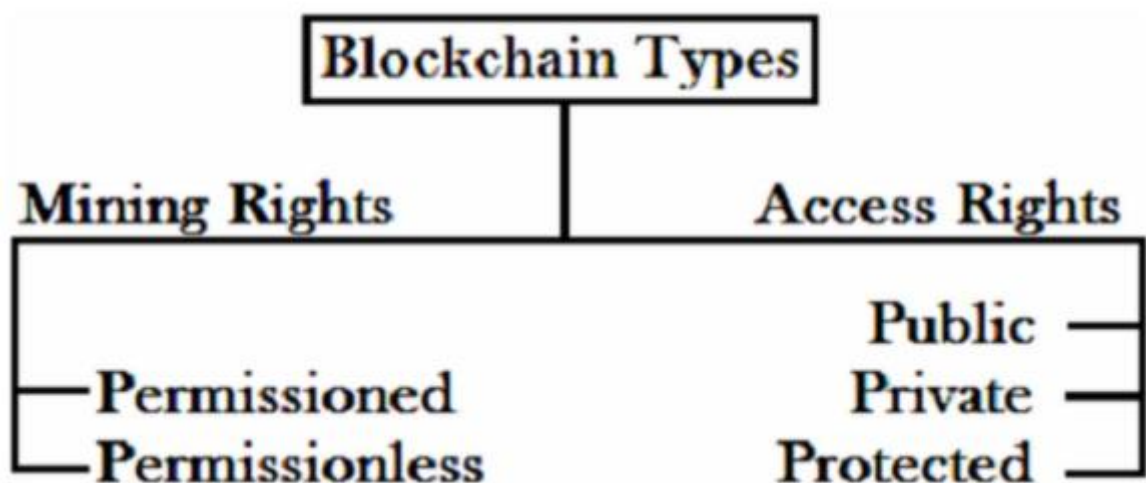 Blockchain Types
Mining Rights
Access Rights
Public
Permissioned
Private
Permissionless
Protected